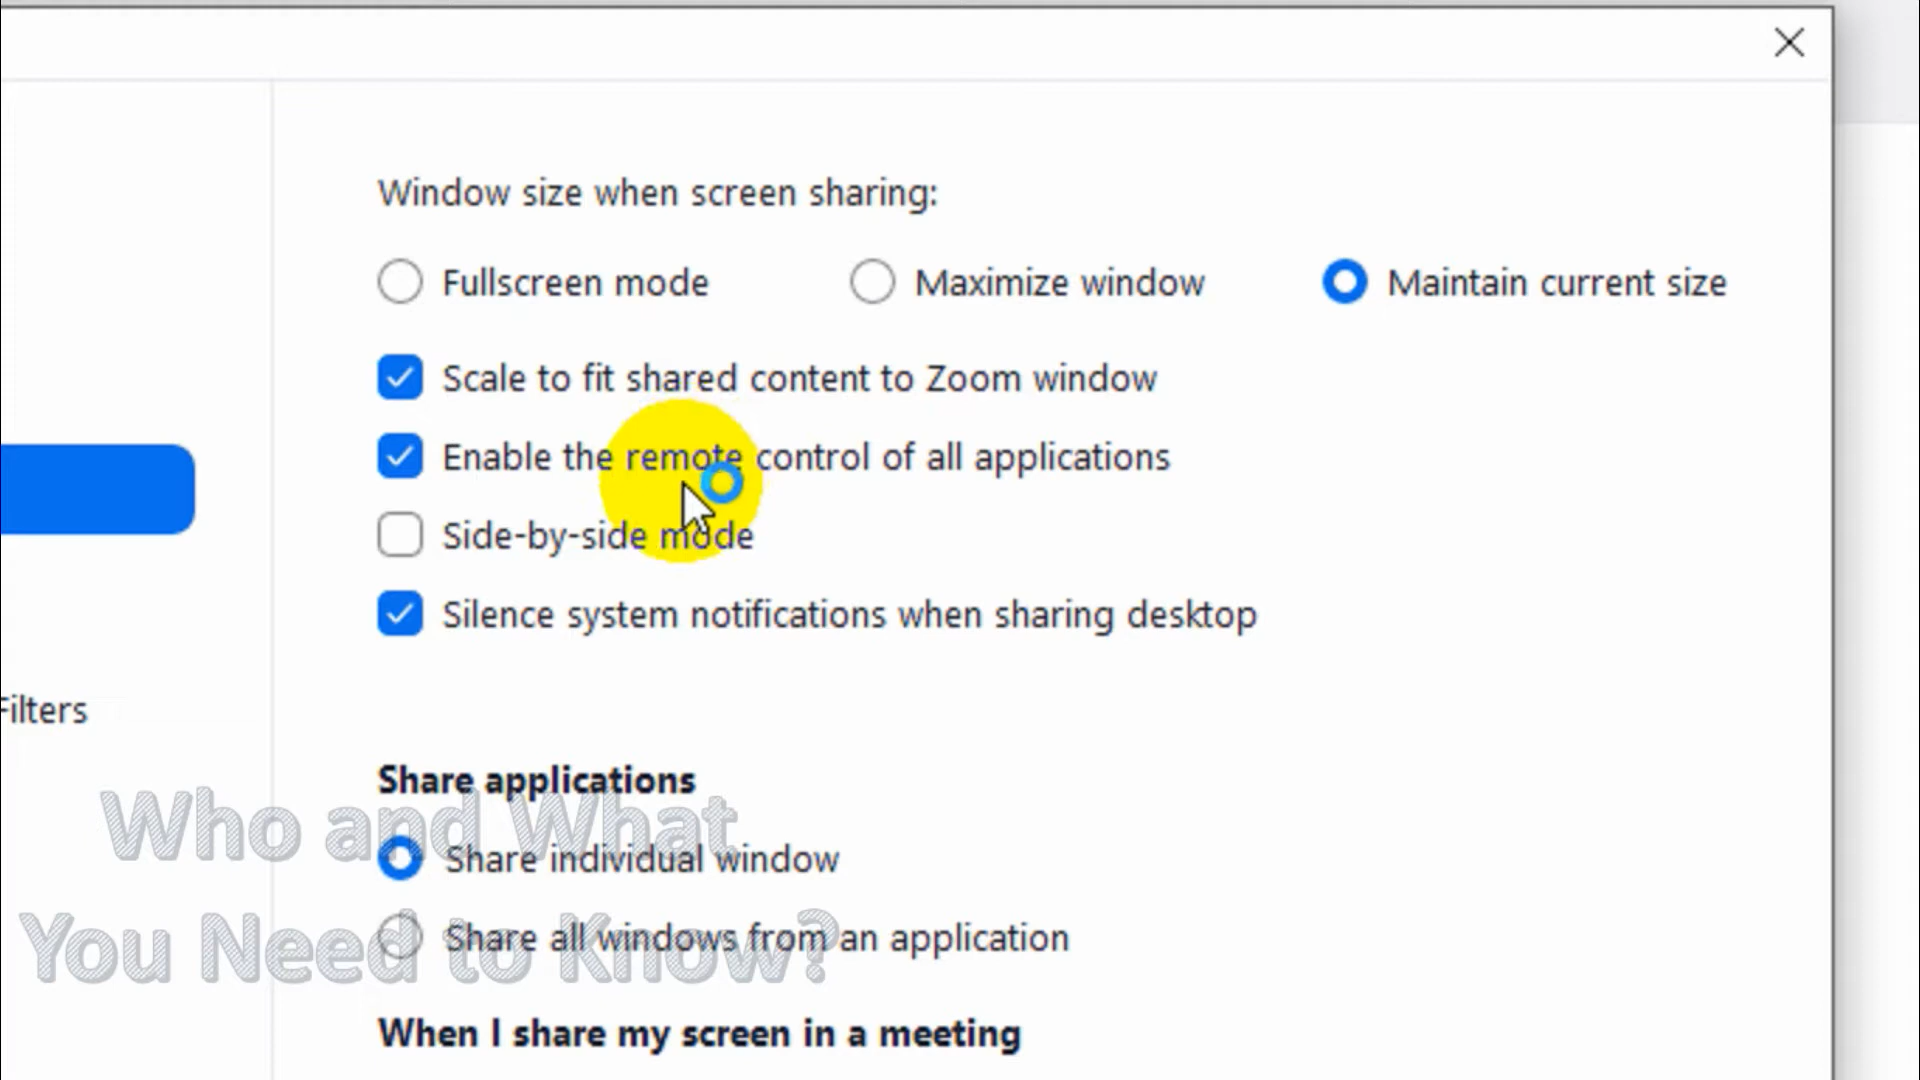 Window size when screen sharing:
Fullscreen mode Maximize window Maintain current size
Scale to fit shared content to Zoom window
Enable the remote control of all applications
Side-by-side mode
Silence system notifications when sharing desktop
Filters
Share applications
Who and What
Share individual window
You Need to Know?
Share all windows from an application
When I share my screen in a meeting